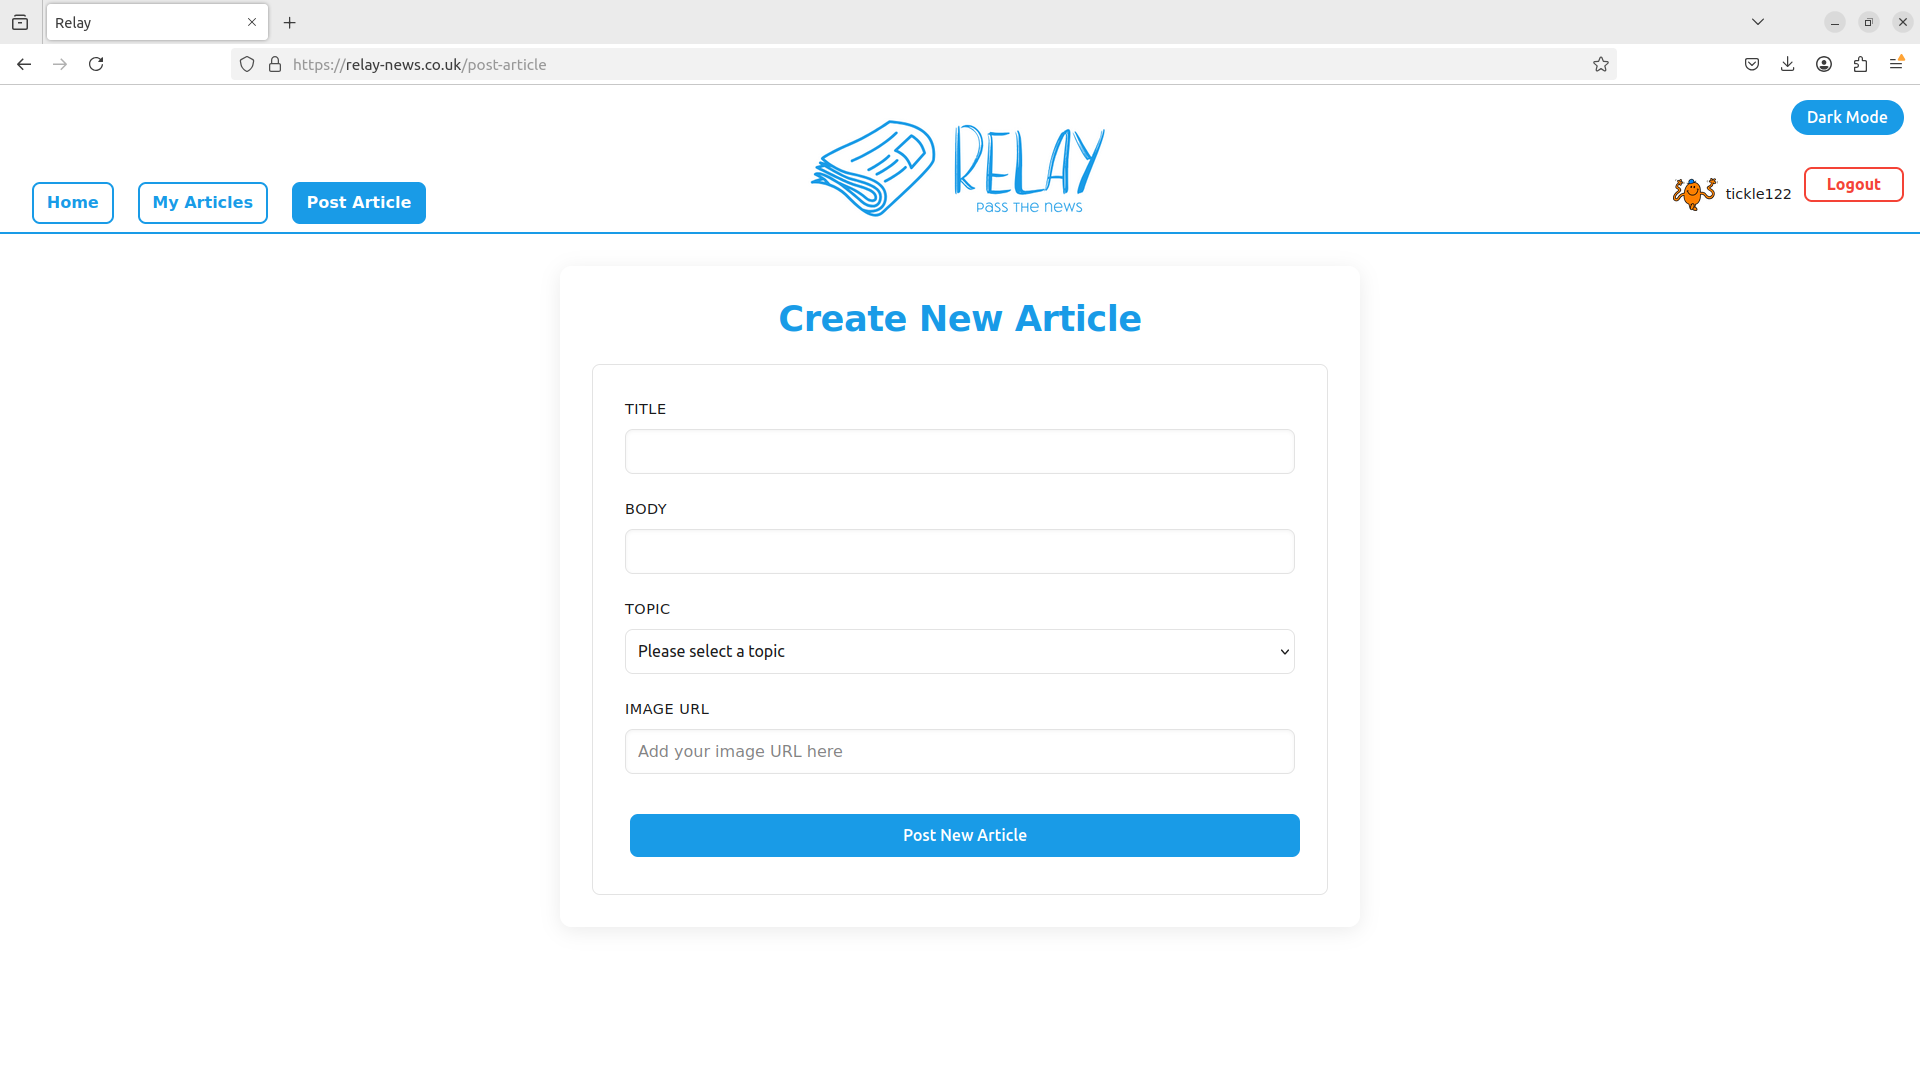 Relay
https://relay-news.co.uk/post-article
Dark Mode
RELAY
PASS THE NEWS
Home
My Articles
Post Article
tickle122
Logout
Create New Article
TITLE
BODY
TOPIC
Please select a topic
IMAGE URL
Add your image URL here
Post New Article